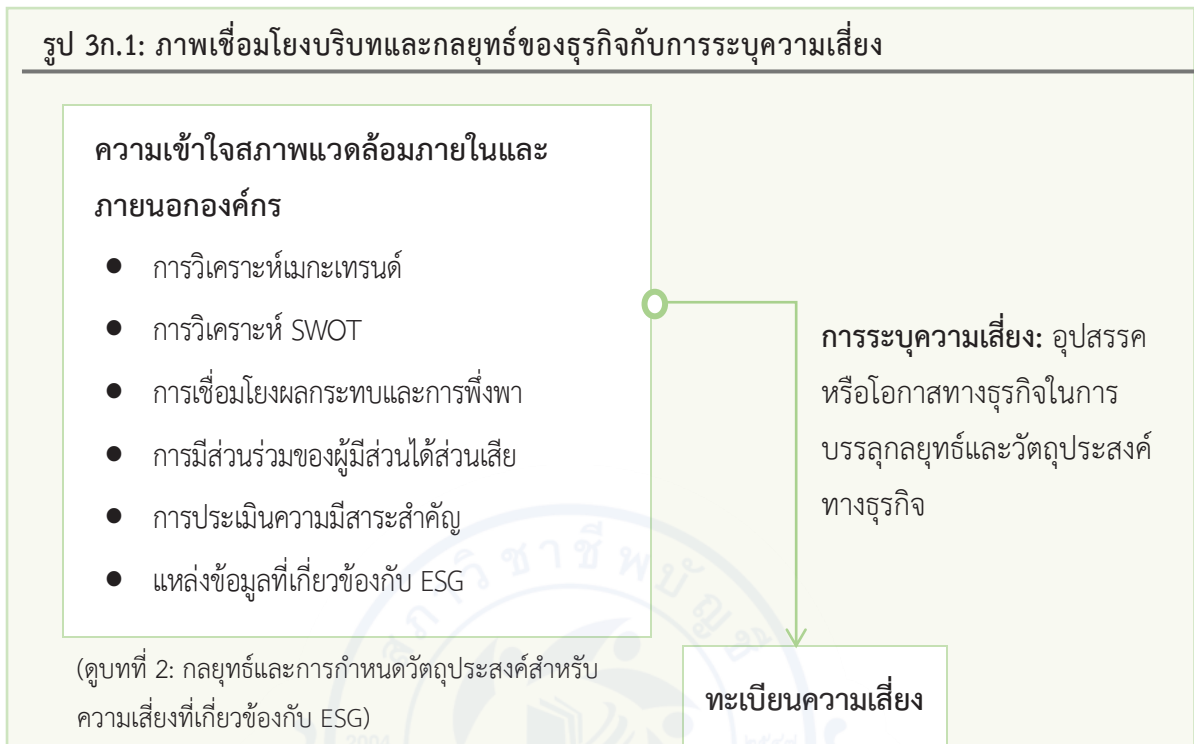 รูป 3ก.1: ภาพเชื่อมโยงบริบทและกลยุทธ์ของธุรกิจกับการระบุความเสี่ยง
ความเข้าใจสภาพแวดล้อมภายในและ
ภายนอกองค์กร
● การวิเคราะห์เมกะเทรนด์
● การวิเคราะห์ SWOT
● การเชื่อมโยงผลกระทบและการพึ่งพา
● การมีส่วนร่วมของผู้มีส่วนได้ส่วนเสีย
● การประเมินความมีสาระสำคัญ
● แหล่งข้อมูลที่เกี่ยวข้องกับ ESG
(ดูบทที่ 2: กลยุทธ์และการกำหนดวัตถุประสงค์สำหรับ
ความเสี่ยงที่เกี่ยวข้องกับ ESG)
การระบุความเสี่ยง: อุปสรรค
หรือโอกาสทางธุรกิจในการ
บรรลุกลยุทธ์และวัตถุประสงค์
ทางธุรกิจ
ทะเบียนความเสี่ยง
สภาวิชาชีพบัญชี
2004
๒๕๔๗